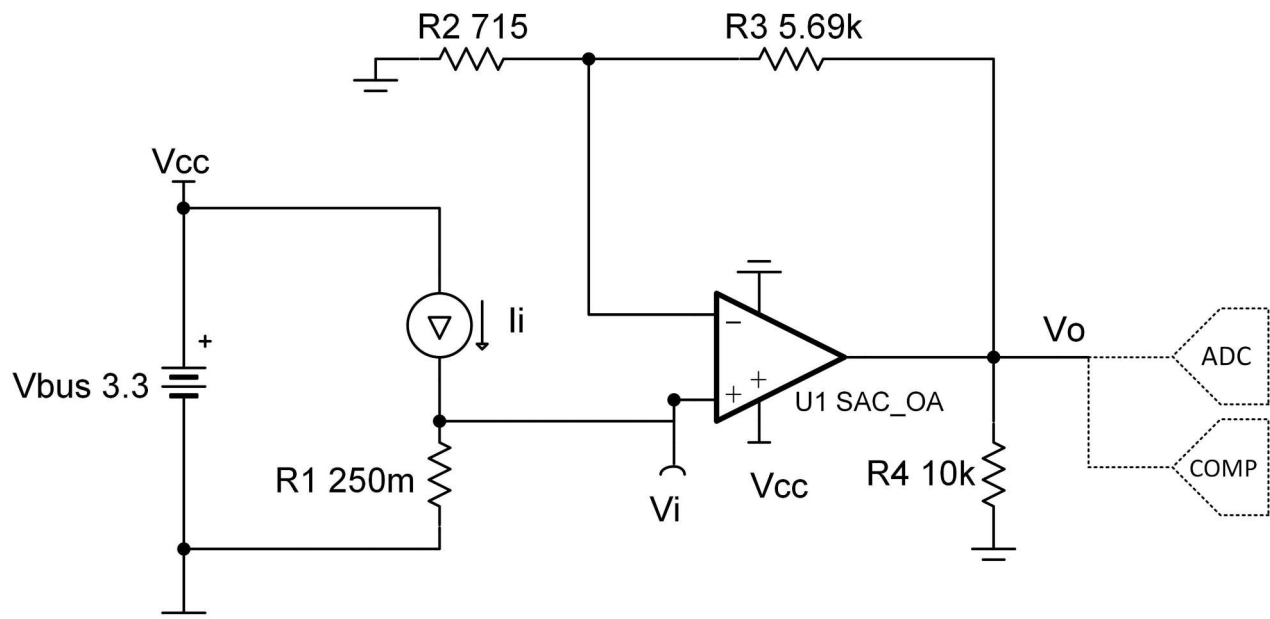 R2 715
R3 5.69k
Vcc
Ii
+
Vbus 3.3
Vo
ADC
−
+
+
U1 SAC_OA
COMP
R1 250m
Vi
Vcc
R4 10k